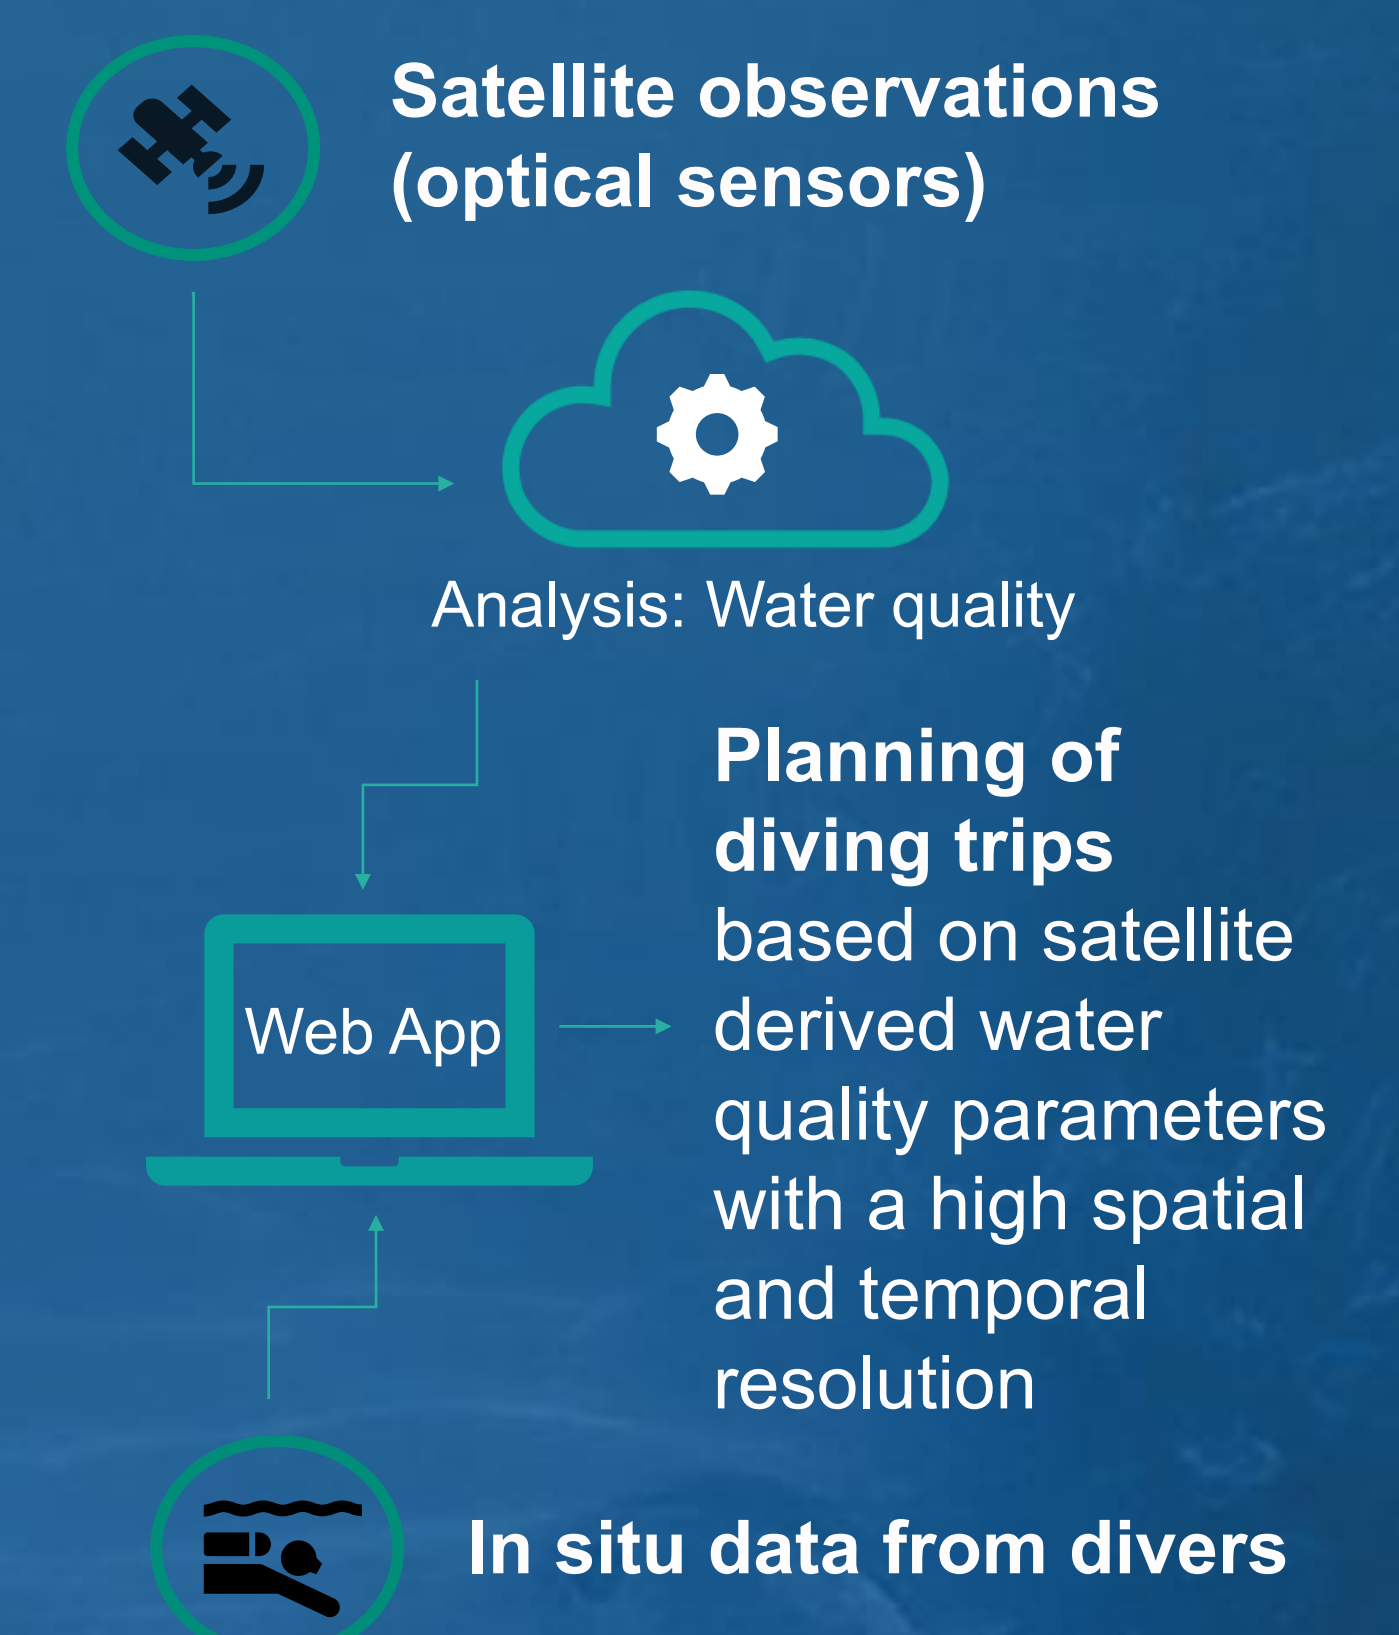 Satellite observations
(optical sensors)
Analysis: Water quality
Web App
Planning of
diving trips
based on satellite
derived water
quality parameters
with a high spatial
and temporal
resolution
In situ data from divers